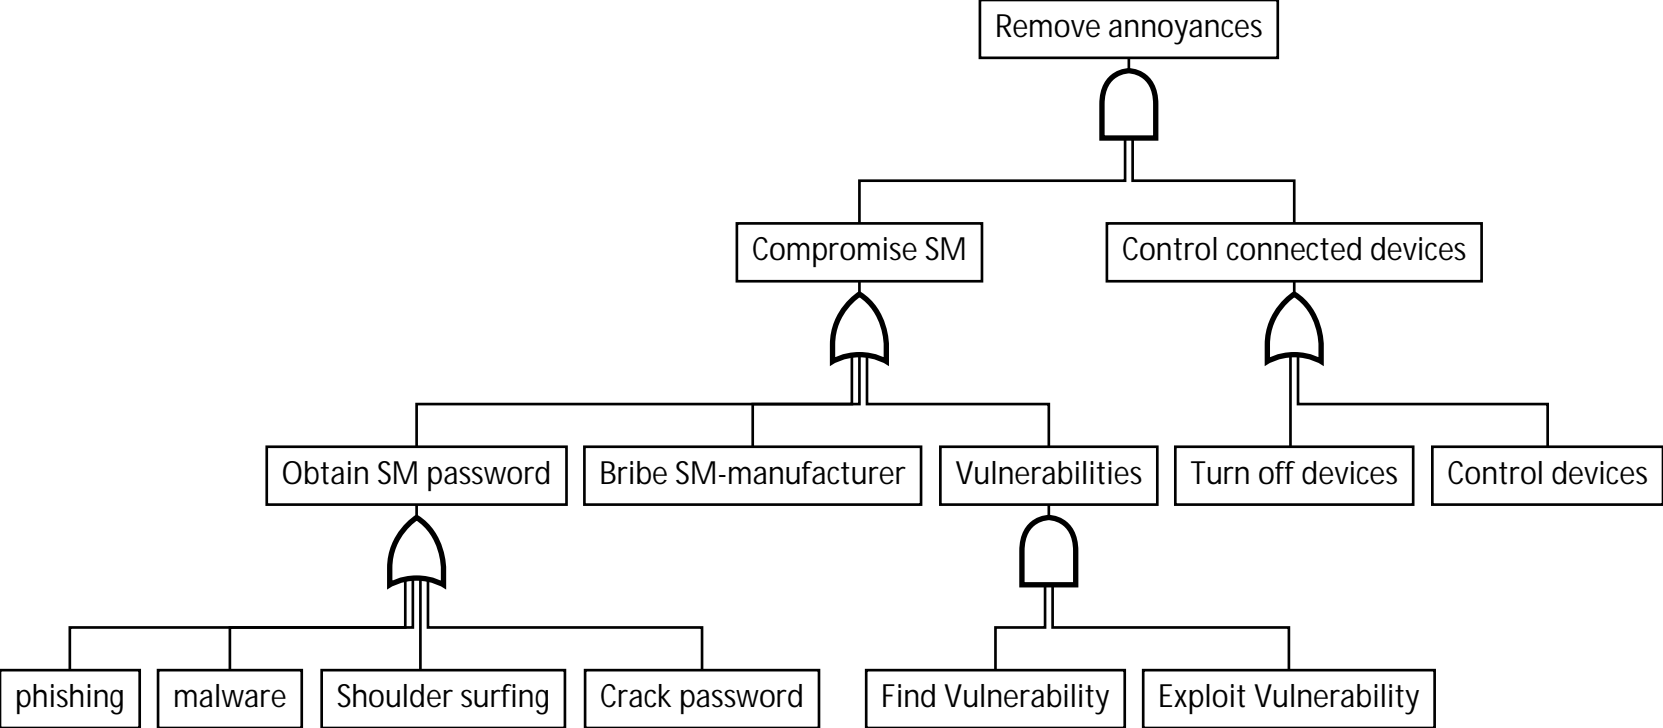 Remove annoyances
Compromise SM
Control connected devices
Obtain SM password
Bribe SM-manufacturer
Vulnerabilities
Turn off devices
Control devices
phishing
malware
Shoulder surfing
Crack password
Find Vulnerability
Exploit Vulnerability